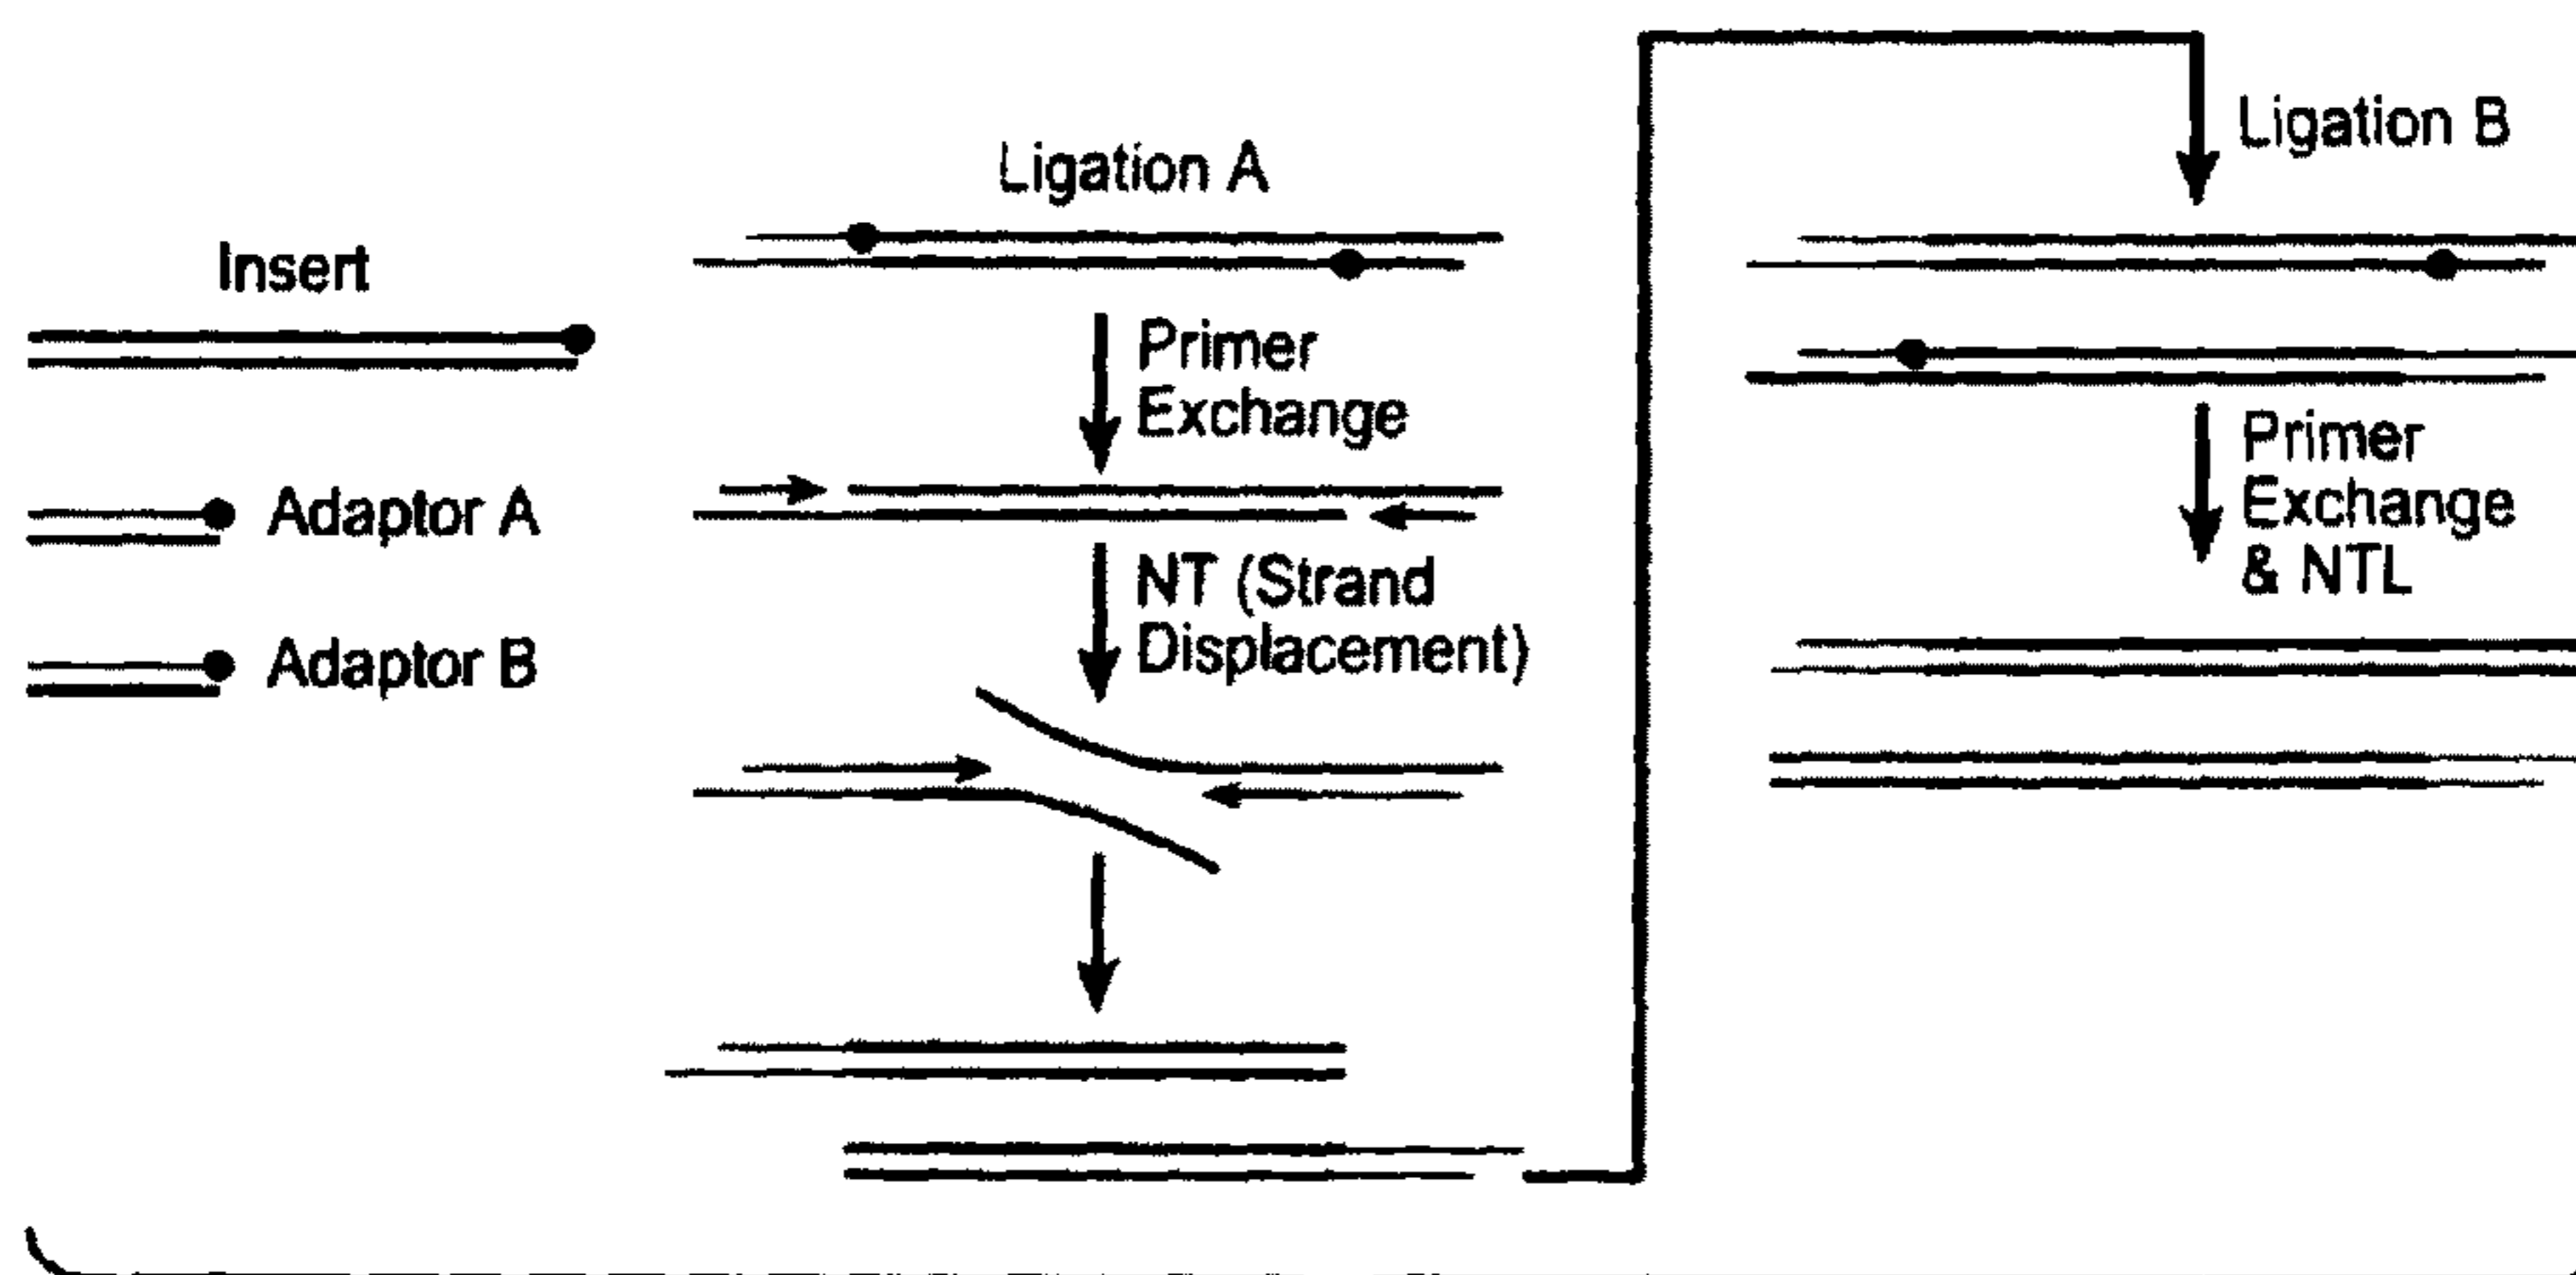 Insert
Adaptor A
Adaptor B
Ligation A
Primer
Exchange
NT (Strand
Displacement)
Ligation B
Primer
Exchange
& NTL